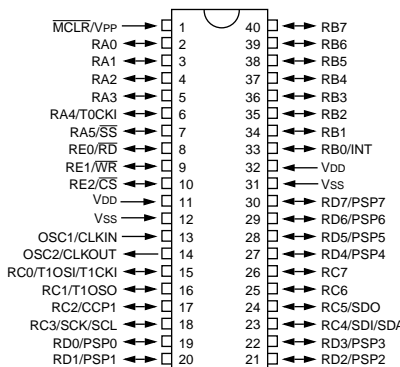 M̅C̅L̅R̅/VPP 1 40 RB7
RA0 2 39 RB6
RA1 3 38 RB5
RA2 4 37 RB4
RA3 5 36 RB3
RA4/T0CKI 6 35 RB2
RA5/S̅S̅ 7 34 RB1
RE0/R̅D̅ 8 33 RB0/INT
RE1/W̅R̅ 9 32 VDD
RE2/C̅S̅ 10 31 VSS
VDD 11 30 RD7/PSP7
VSS 12 29 RD6/PSP6
OSC1/CLKIN 13 28 RD5/PSP5
OSC2/CLKOUT 14 27 RD4/PSP4
RC0/T1OSI/T1CKI 15 26 RC7
RC1/T1OSO 16 25 RC6
RC2/CCP1 17 24 RC5/SDO
RC3/SCK/SCL 18 23 RC4/SDI/SDA
RD0/PSP0 19 22 RD3/PSP3
RD1/PSP1 20 21 RD2/PSP2